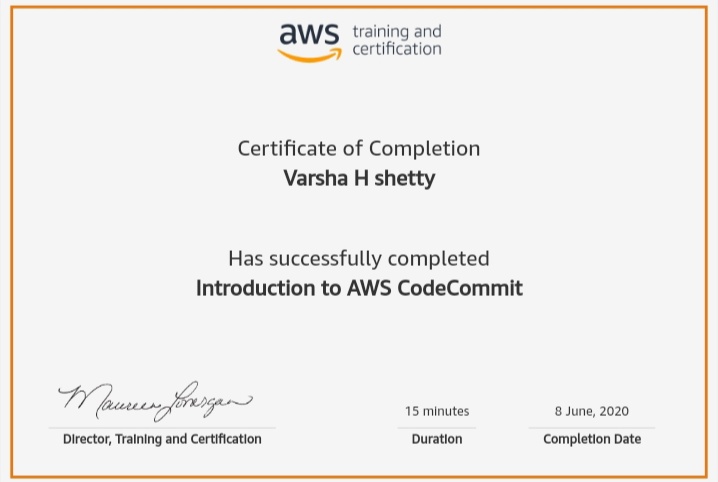 aws training and
certification
Certificate of Completion
Varsha H shetty
Has successfully completed
Introduction to AWS CodeCommit
Maureen Lonergan
15 minutes
8 June, 2020
Director, Training and Certification
Duration
Completion Date